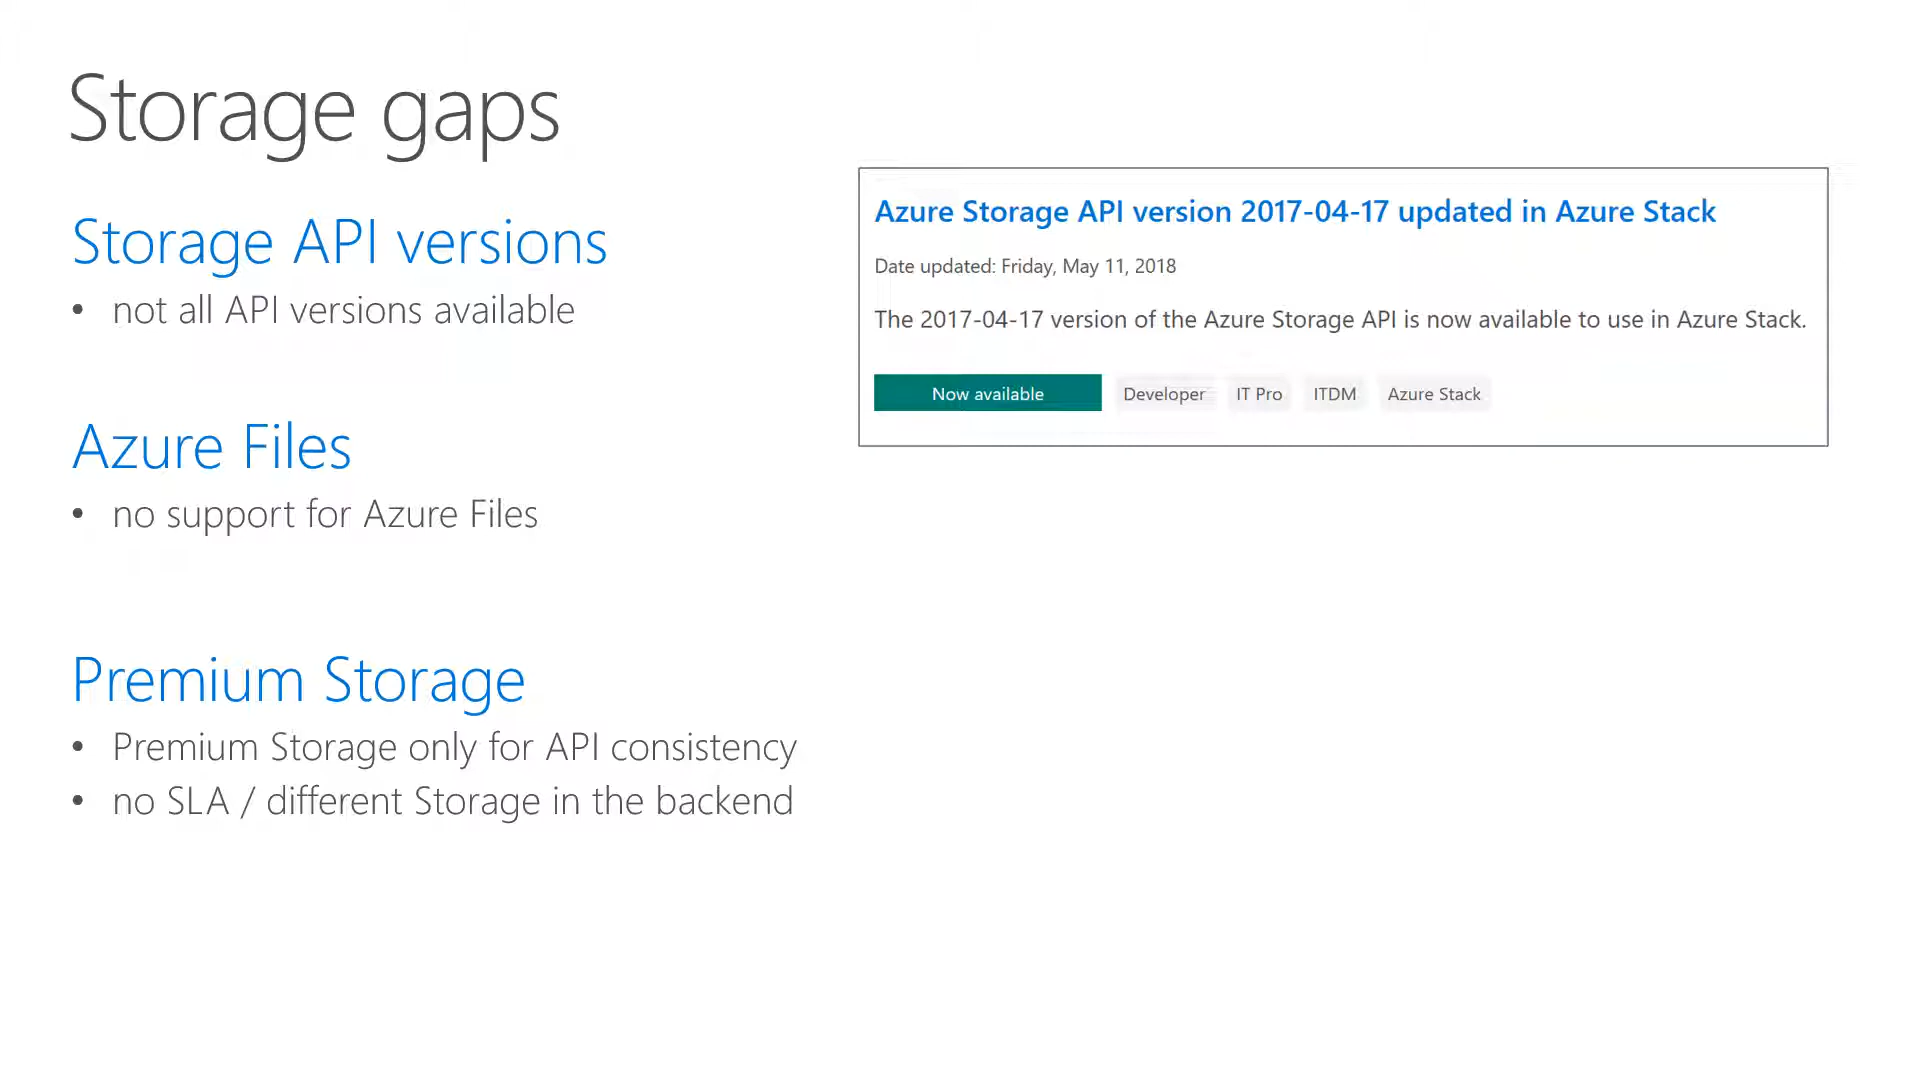 Storage gaps
Storage API versions
• not all API versions available
Azure Files
• no support for Azure Files
Premium Storage
• Premium Storage only for API consistency
• no SLA / different Storage in the backend
Azure Storage API version 2017-04-17 updated in Azure Stack
Date updated: Friday, May 11, 2018
The 2017-04-17 version of the Azure Storage API is now available to use in Azure Stack.
Now available Developer IT Pro ITDM Azure Stack